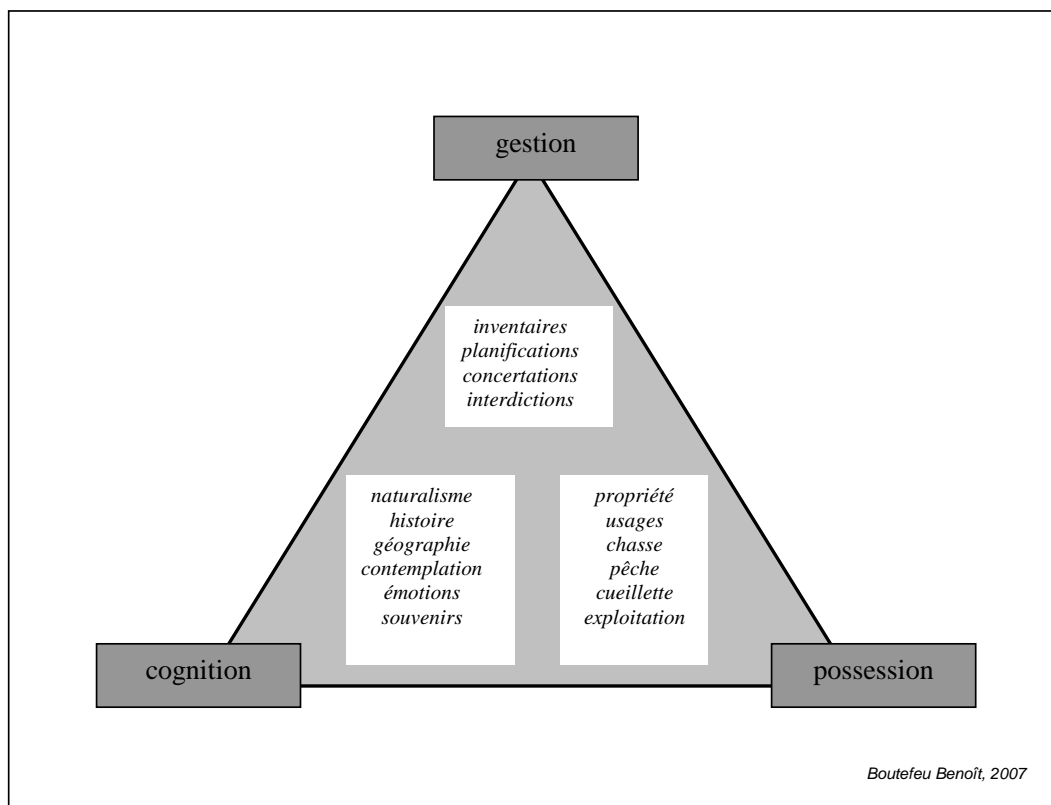 gestion
inventaires
planifications
concertations
interdictions
naturalisme
histoire
géographie
contemplation
émotions
souvenirs
propriété
usages
chasse
pêche
cueillette
exploitation
cognition
possession
Boutefeu Benoît, 2007